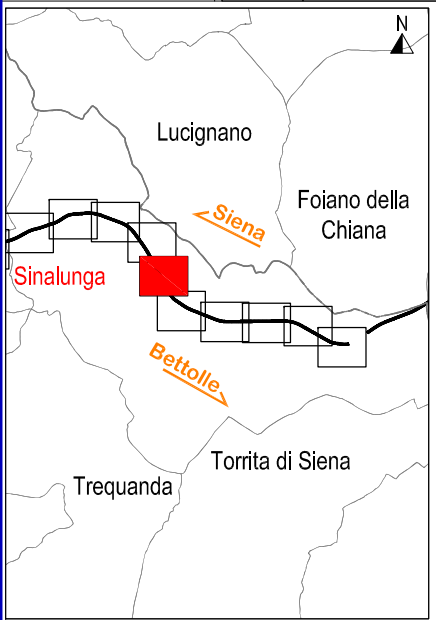 N
Lucignano
Siena
Foiano della
Chiana
Sinalunga
Bettolle
Torrita di Siena
Trequanda